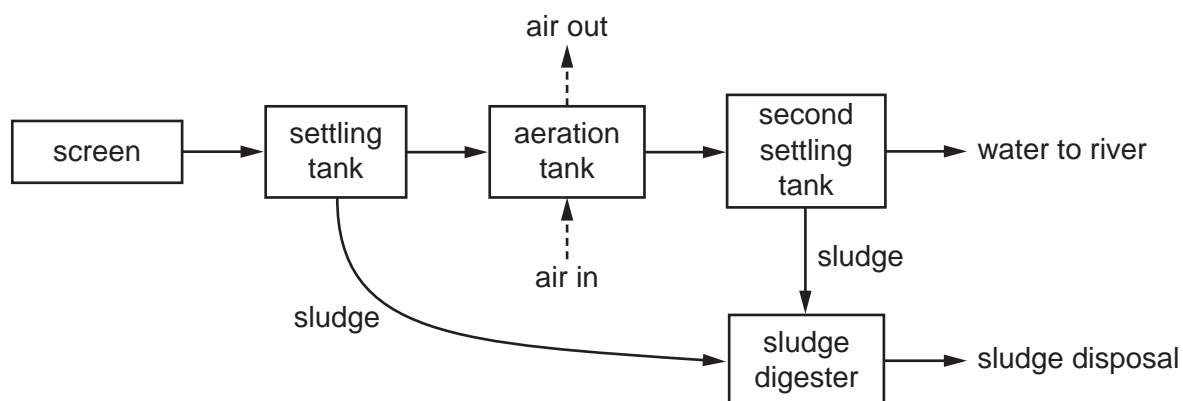 air out
screen
settling
tank
aeration
tank
second
settling
tank
water to river
air in
sludge
sludge
sludge
digester
sludge disposal